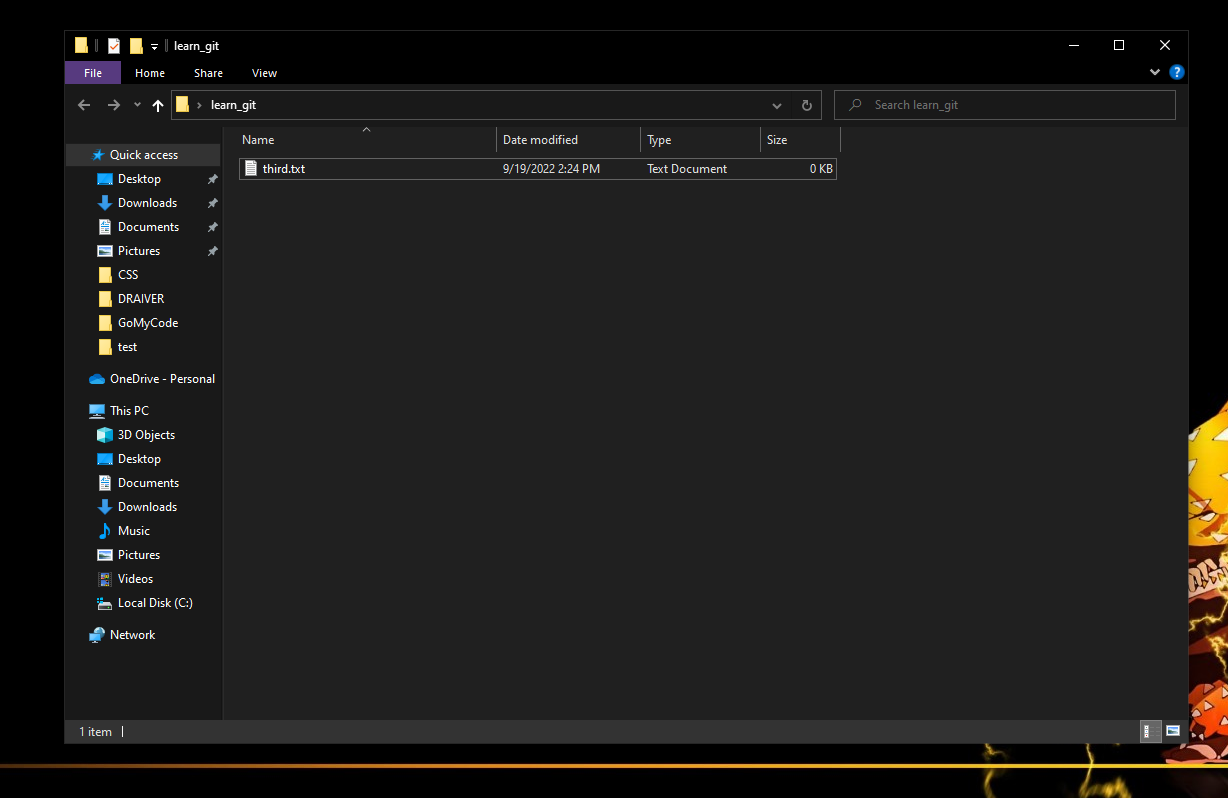 learn_git
File Home Share View
learn_git
Search learn_git
Name Date modified Type Size
third.txt 9/19/2022 2:24 PM Text Document 0 KB
Quick access
Desktop
Downloads
Documents
Pictures
CSS
DRAIVER
GoMyCode
test
OneDrive - Personal
This PC
3D Objects
Desktop
Documents
Downloads
Music
Pictures
Videos
Local Disk (C:)
Network
1 item